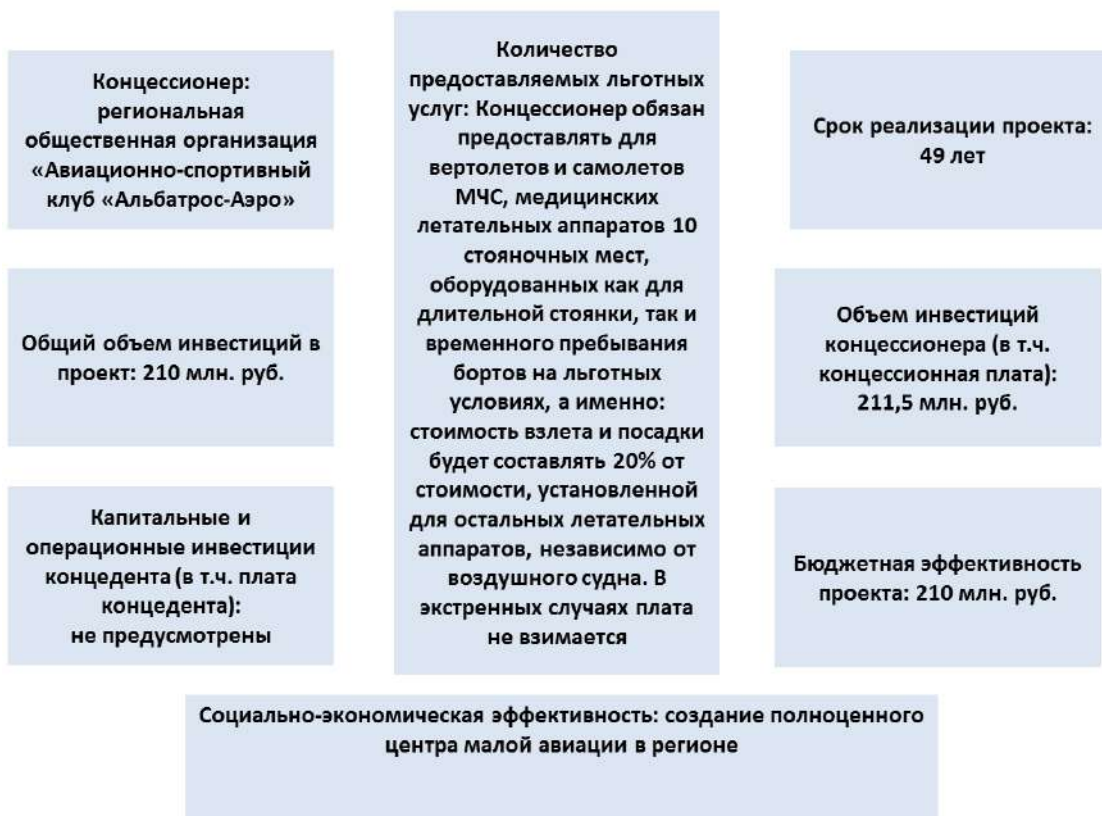 Концессионер:
региональная
общественная организация
«Авиационно-спортивный
клуб «Альбатрос-Аэро»
Общий объем инвестиций в
проект: 210 млн. руб.
Капитальные и
операционные инвестиции
концедента (в т.ч. плата
концедента):
не предусмотрены
Количество
предоставляемых льготных
услуг: Концессионер обязан
предоставлять для
вертолетов и самолетов
МЧС, медицинских
летательных аппаратов 10
стояночных мест,
оборудованных как для
длительной стоянки, так и
временного пребывания
бортов на льготных
условиях, а именно:
стоимость взлета и посадки
будет составлять 20% от
стоимости, установленной
для остальных летательных
аппаратов, независимо от
воздушного судна. В
экстренных случаях плата
не взимается
Срок реализации проекта:
49 лет
Объем инвестиций
концессионера (в т.ч.
концессионная плата):
211,5 млн. руб.
Бюджетная эффективность
проекта: 210 млн. руб.
Социально-экономическая эффективность: создание полноценного
центра малой авиации в регионе